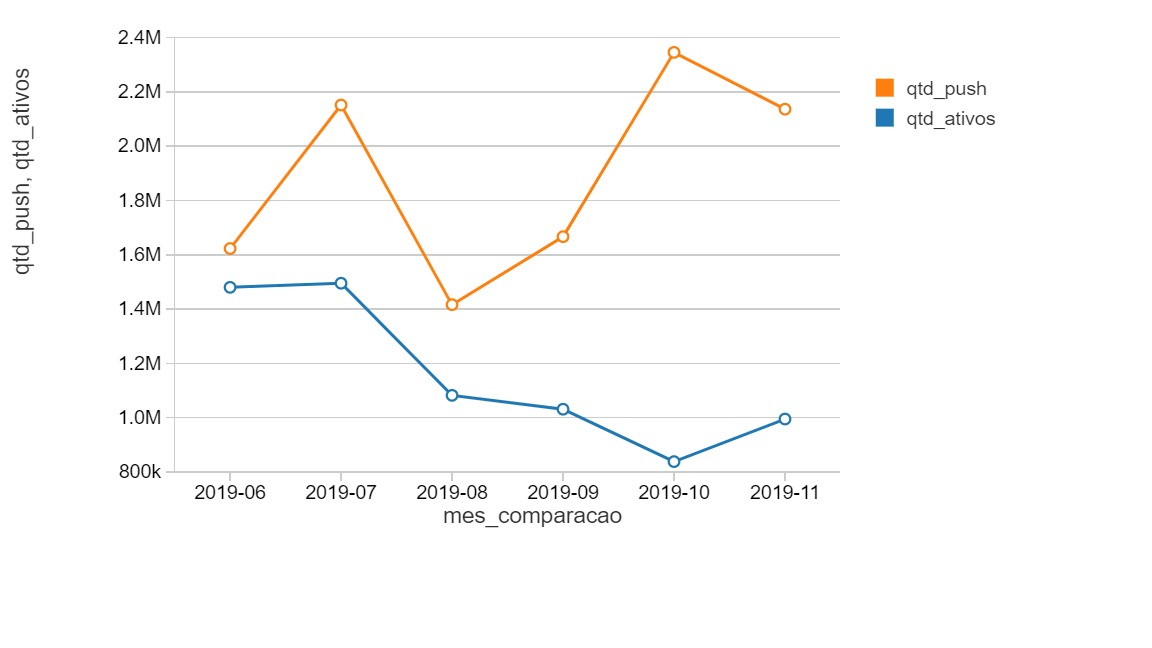 qtd_push, qtd_ativos
2.4M
2.2M
2.0M
1.8M
1.6M
1.4M
1.2M
1.0M
800k
2019-06 2019-07 2019-08 2019-09 2019-10 2019-11
mes_comparacao
qtd_push
qtd_ativos